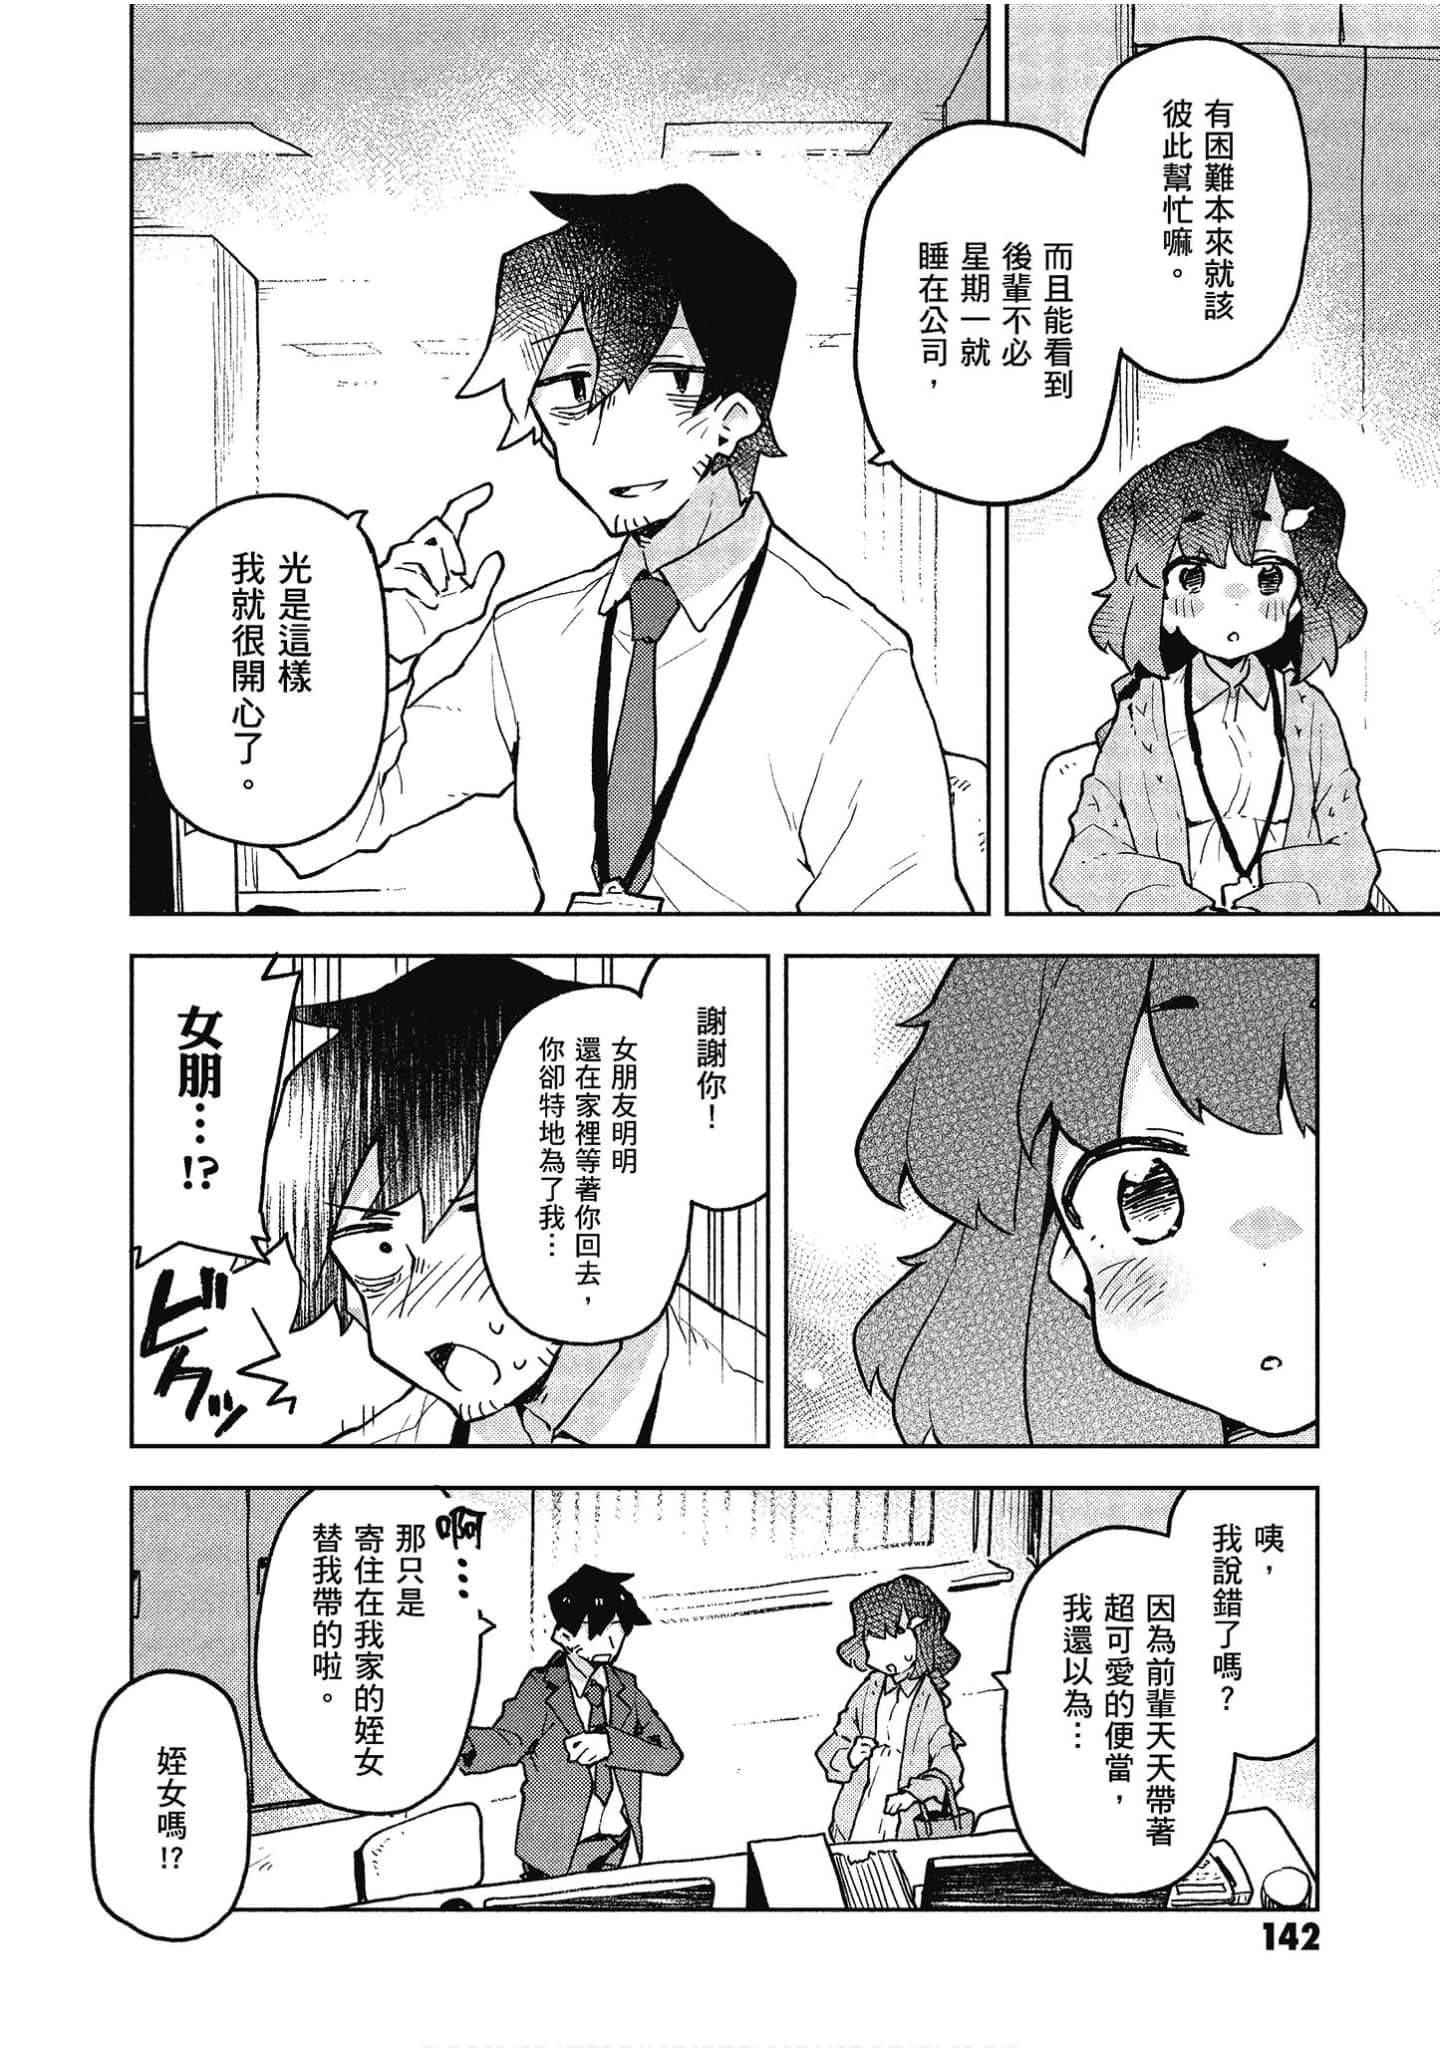 有困難本來就該
彼此幫忙嘛。
而且能看到
後輩不必
星期一就
睡在公司，
光是這樣
我就很開心了。
謝謝你！
女朋友明明
還在家裡等著你回去，
你卻特地為了我…
女朋…!?
ビクッ
咦，
我說錯了嗎？
因為前輩天天帶著
超可愛的便當，
我還以為…
啊…
那只是
寄住在我家的姪女
替我帶的啦。
姪女嗎!?
142